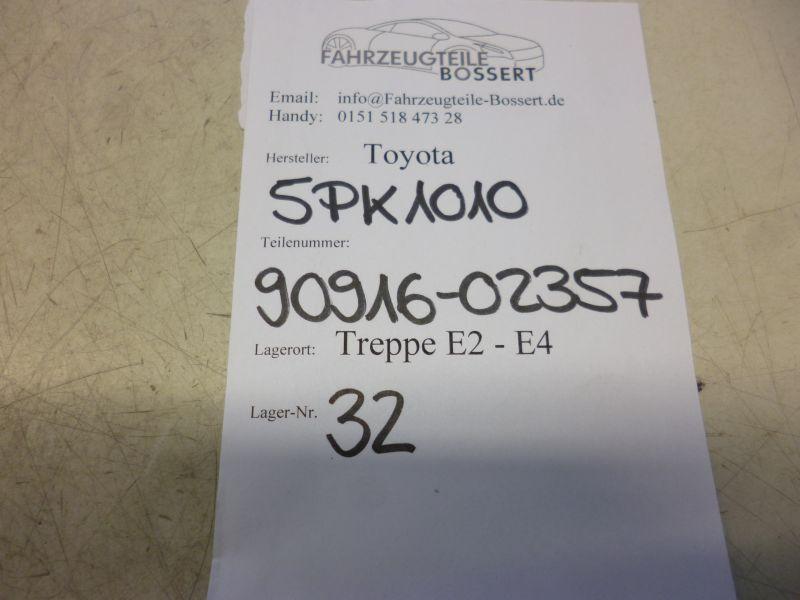 FAHRZEUGTEILE
BOSSERT
Email: info@Fahrzeugteile-Bossert.de
Handy: 0151 518 473 28
Hersteller: Toyota
5PK1010
Teilenummer:
90916-02357
Lagerort: Treppe E2 - E4
Lager-Nr. 32